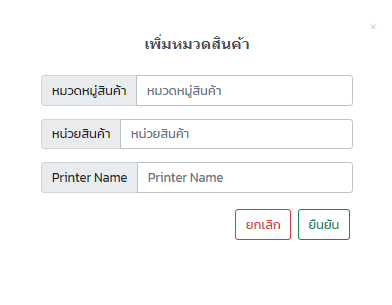 ×
เพิ่มหมวดสินค้า
หมวดหมู่สินค้า หมวดหมู่สินค้า
หน่วยสินค้า หน่วยสินค้า
Printer Name Printer Name
ยกเลิก ยืนยัน